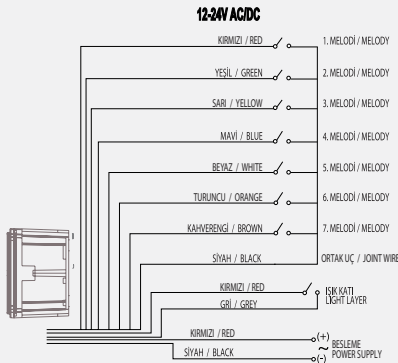 12-24V AC/DC
KIRMIZI / RED 1. MELODİ / MELODY
YEŞİL / GREEN 2. MELODİ / MELODY
SARI / YELLOW 3. MELODİ / MELODY
MAVİ / BLUE 4. MELODİ / MELODY
BEYAZ / WHITE 5. MELODİ / MELODY
TURUNCU / ORANGE 6. MELODİ / MELODY
KAHVERENGİ / BROWN 7. MELODİ / MELODY
SİYAH / BLACK ORTAK UÇ / JOINT WIRE
KIRMIZI / RED IŞIK KATI
LIGHT LAYER
GRİ / GREY
KIRMIZI / RED (+)
~ BESLEME
POWER SUPPLY
SİYAH / BLACK (-)